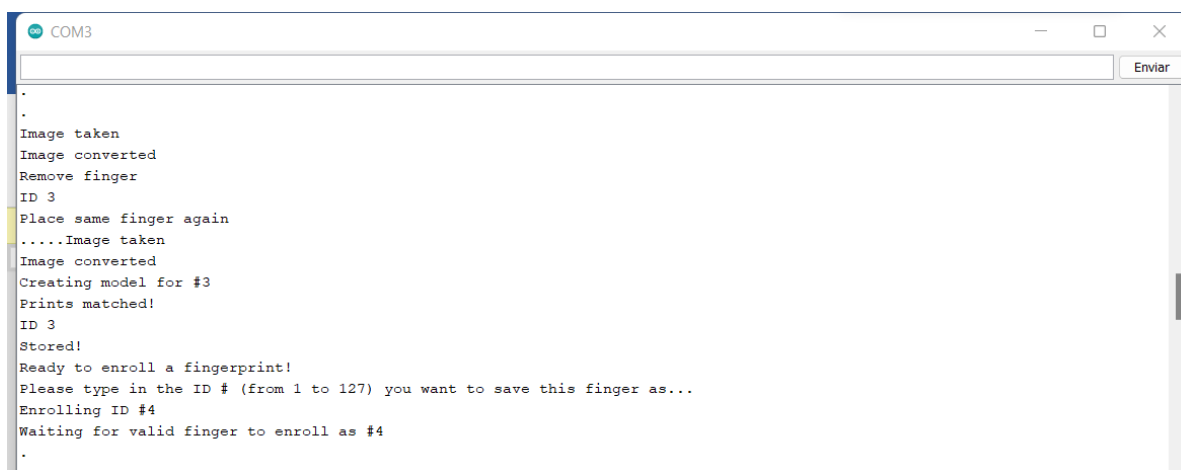 COM3
Enviar
.
.
Image taken
Image converted
Remove finger
ID 3
Place same finger again
.....Image taken
Image converted
Creating model for #3
Prints matched!
ID 3
Stored!
Ready to enroll a fingerprint!
Please type in the ID # (from 1 to 127) you want to save this finger as...
Enrolling ID #4
Waiting for valid finger to enroll as #4
.